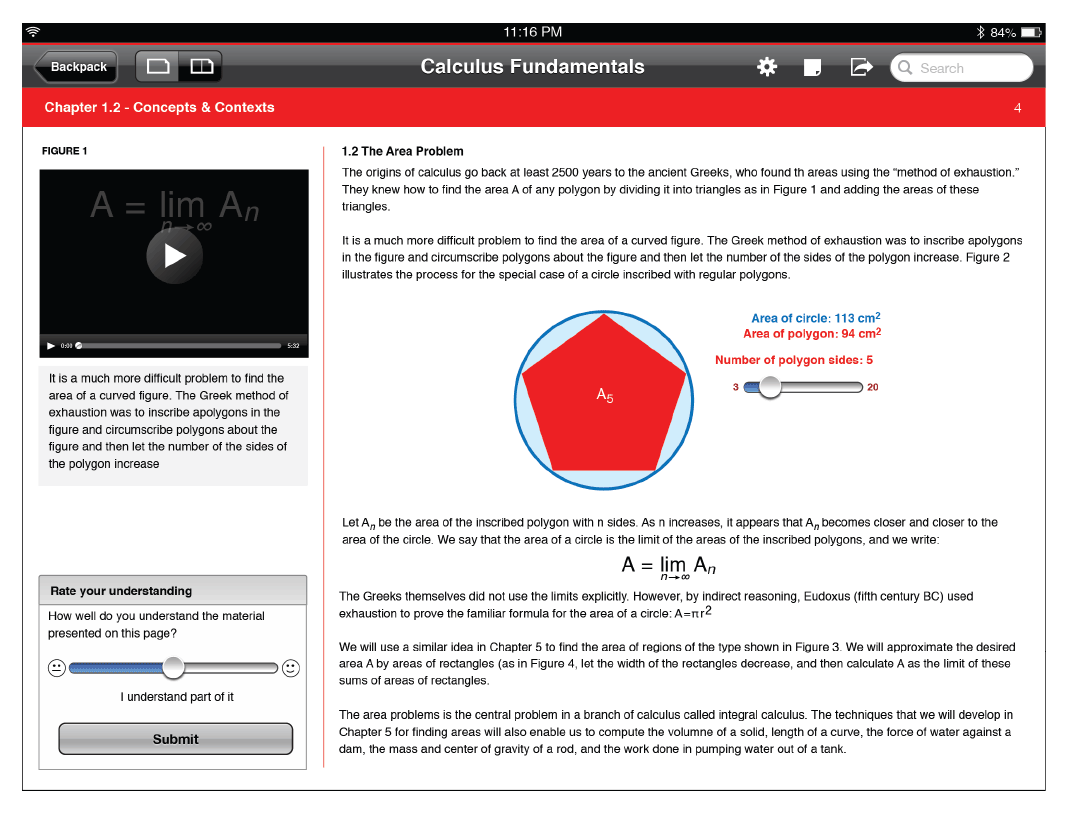 11:16 PM
84%
Backpack
Calculus Fundamentals
Search
Chapter 1.2 - Concepts & Contexts
4
FIGURE 1
A = lim An
n→∞
0:00
5:32
It is a much more difficult problem to find the
area of a curved figure. The Greek method of
exhaustion was to inscribe apolygons in the
figure and circumscribe polygons about the
figure and then let the number of the sides of
the polygon increase
Rate your understanding
How well do you understand the material
presented on this page?
I understand part of it
Submit
1.2 The Area Problem
The origins of calculus go back at least 2500 years to the ancient Greeks, who found th areas using the “method of exhaustion.”
They knew how to find the area A of any polygon by dividing it into triangles as in Figure 1 and adding the areas of these
triangles.
It is a much more difficult problem to find the area of a curved figure. The Greek method of exhaustion was to inscribe apolygons
in the figure and circumscribe polygons about the figure and then let the number of the sides of the polygon increase. Figure 2
illustrates the process for the special case of a circle inscribed with regular polygons.
A5
Area of circle: 113 cm²
Area of polygon: 94 cm²
Number of polygon sides: 5
3
20
Let An be the area of the inscribed polygon with n sides. As n increases, it appears that An becomes closer and closer to the
area of the circle. We say that the area of a circle is the limit of the areas of the inscribed polygons, and we write:
A = lim An
n→∞
The Greeks themselves did not use the limits explicitly. However, by indirect reasoning, Eudoxus (fifth century BC) used
exhaustion to prove the familiar formula for the area of a circle: A=πr²
We will use a similar idea in Chapter 5 to find the area of regions of the type shown in Figure 3. We will approximate the desired
area A by areas of rectangles (as in Figure 4, let the width of the rectangles decrease, and then calculate A as the limit of these
sums of areas of rectangles.
The area problems is the central problem in a branch of calculus called integral calculus. The techniques that we will develop in
Chapter 5 for finding areas will also enable us to compute the volumne of a solid, length of a curve, the force of water against a
dam, the mass and center of gravity of a rod, and the work done in pumping water out of a tank.